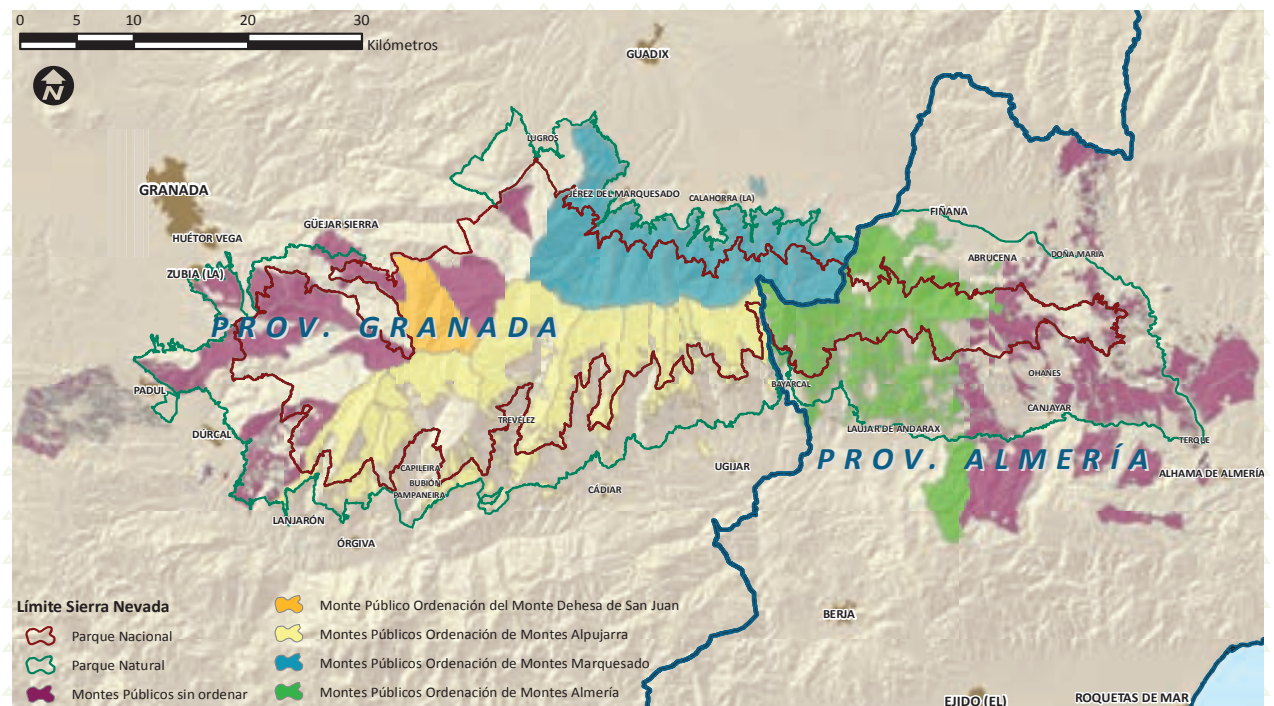 0 5 10 20 30
Kilómetros
N
GUADIX
LUGROS
GRANADA
JÉREZ DEL MARQUESADO
CALAHORRA (LA)
GÜEJAR SIERRA
FIÑANA
HUÉTOR VEGA
ABRUCENA
DOÑA MARIA
ZUBIA (LA)
PROV. GRANADA
OHANES
BAYARCAL
PADUL
CANJAYAR
TREVÉLEZ
LAUJAR DE ANDARAX
DÚRCAL
TERQUE
PROV. ALMERÍA
CAPILEIRA
UGIJAR
ALHAMA DE ALMERÍA
BUBIÓN
CÁDIAR
PAMPANEIRA
LANJARÓN
ÓRGIVA
BERJA
EJIDO (EL)
ROQUETAS DE MAR
Límite Sierra Nevada
Parque Nacional
Parque Natural
Montes Públicos sin ordenar
Monte Público Ordenación del Monte Dehesa de San Juan
Montes Públicos Ordenación de Montes Alpujarra
Montes Públicos Ordenación de Montes Marquesado
Montes Públicos Ordenación de Montes Almería